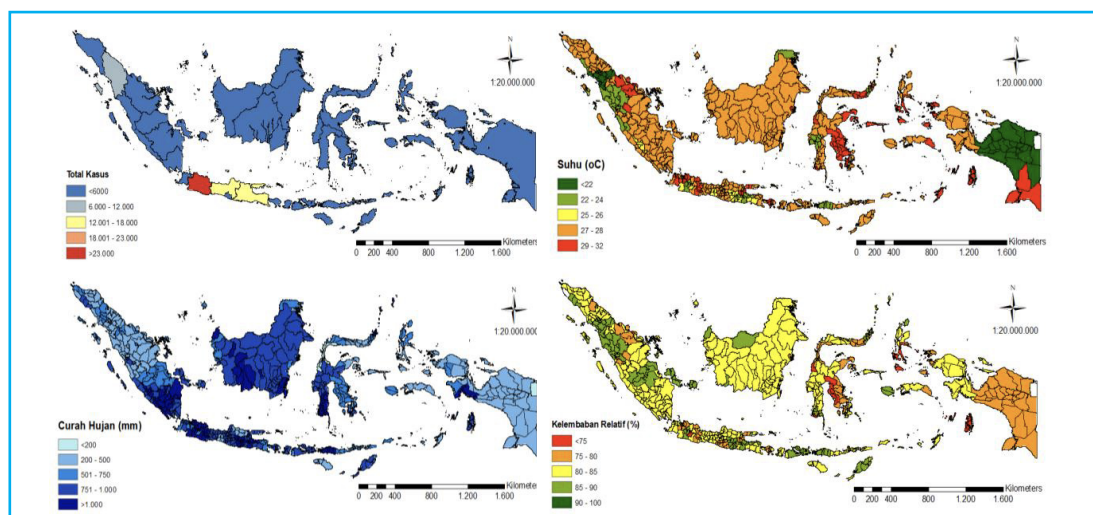 N
1:20.000.000
Total Kasus
<6000
6.000 - 12.000
12.001 - 18.000
18.001 - 23.000
>23.000
Kilometers
0 200 400 800 1.200 1.600
N
1:20.000.000
Suhu (oC)
<22
22 - 24
25 - 26
27 - 28
29 - 32
Kilometers
0 200 400 800 1.200 1.600
N
1:20.000.000
Curah Hujan (mm)
<200
200 - 500
501 - 750
751 - 1.000
>1.000
Kilometers
0 200 400 800 1.200 1.600
N
1:20.000.000
Kelembaban Relatif (%)
<75
75 - 80
80 - 85
85 - 90
90 - 100
Kilometers
0 200 400 800 1.200 1.600